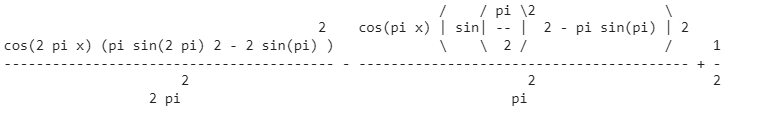 / / pi \2 \
2 cos(pi x) | sin| -- | 2 - pi sin(pi) | 2
cos(2 pi x) (pi sin(2 pi) 2 - 2 sin(pi) ) \ \ 2 / / 1
----------------------------------------- - ----------------------------------------- + -
2 2 2
2 pi pi